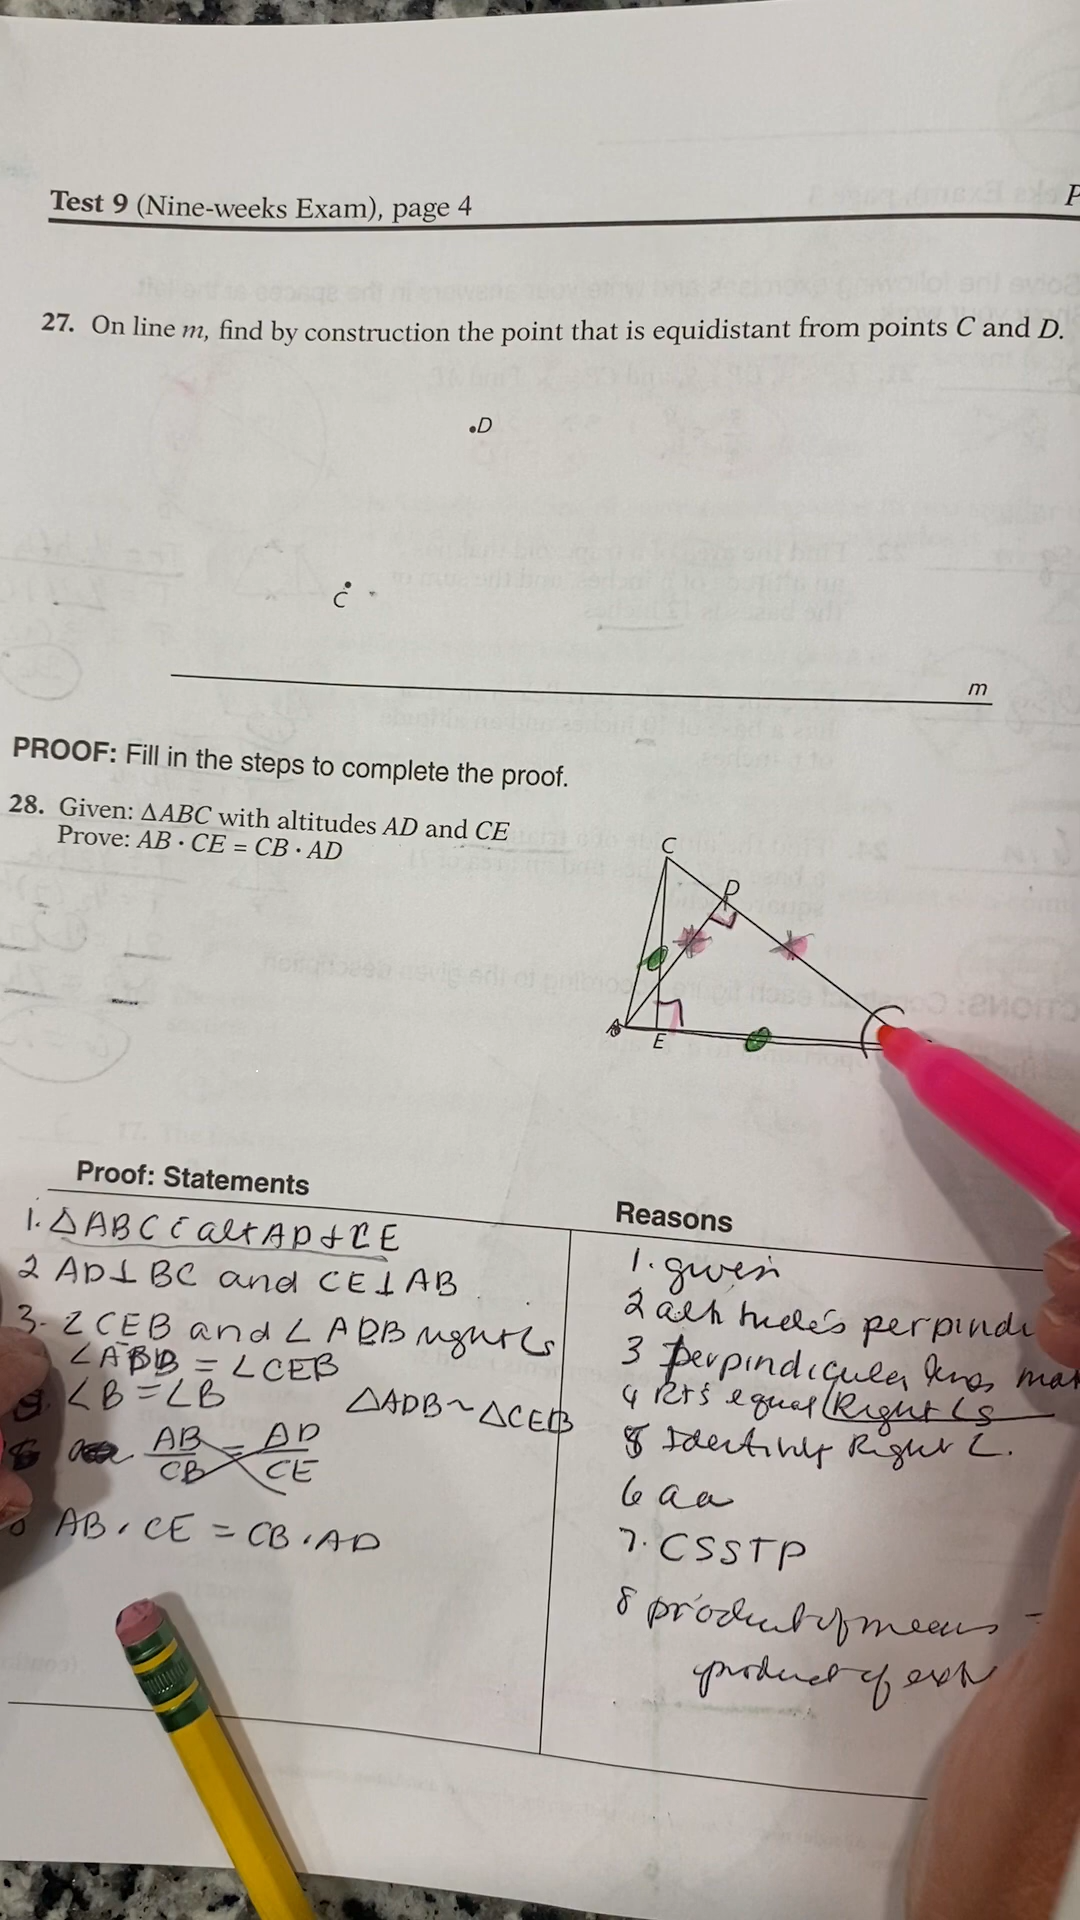 Test 9 (Nine-weeks Exam), page 4
P
27. On line m, find by construction the point that is equidistant from points C and D.
.D
C
m
PROOF: Fill in the steps to complete the proof.
28. Given: △ABC with altitudes AD and CE
Prove: AB · CE = CB · AD
C
D
A
E
Proof: Statements
Reasons
1. △ABC c̄ alt AD + CE
1. given
2 AD⊥BC and CE⊥AB
2 altitudes perpindi
3. ∠CEB and ∠ADB right ∠s
3 perpindicular lines ma
∠ADB = ∠CEB
4 Rt's equal (Right ∠s
∠B = ∠B
△ADB ~ △CEB
5 Identity Right ∠.
AB/CB = AD/CE
6 aa
7. CSSTP
8 AB · CE = CB · AD
8 product of means =
product of ext